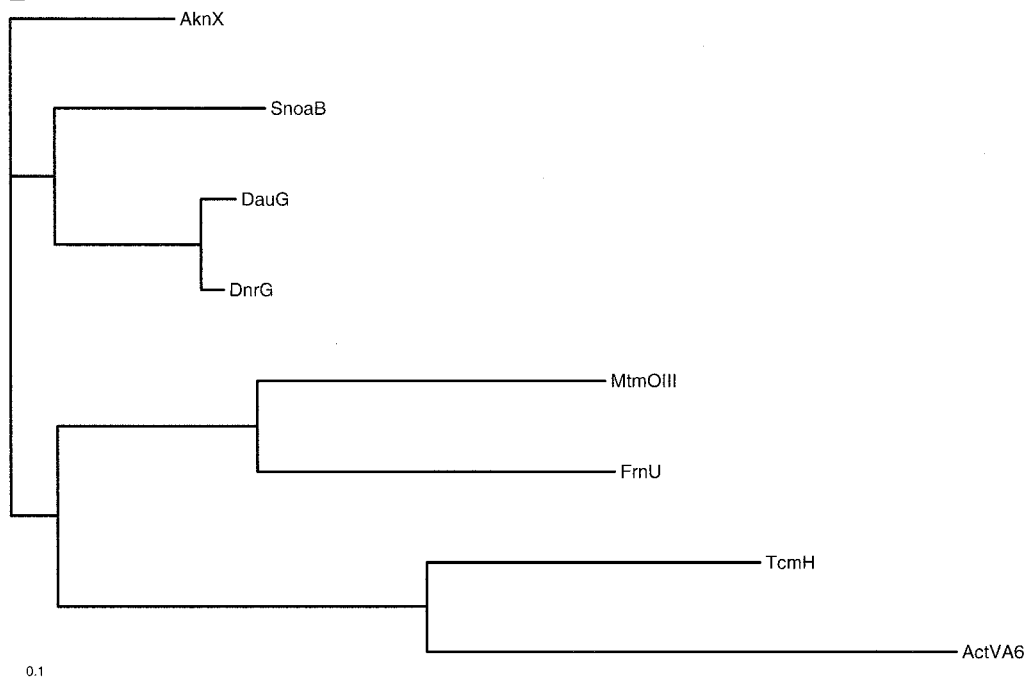 AknX
SnoaB
DauG
DnrG
MtmOIII
FrnU
TcmH
ActVA6
0.1